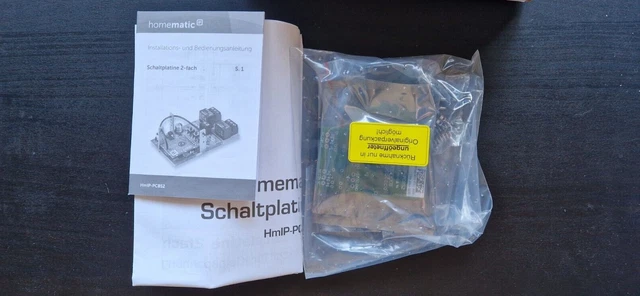 homematic IP
Installations- und Bedienungsanleitung
Schaltplatine 2-fach
S. 1
HmIP-PCBS2
mema
Schaltplati
HmIP-PC
Rücknahme nur in
ungeöffneter
Originalverpackung
möglich!